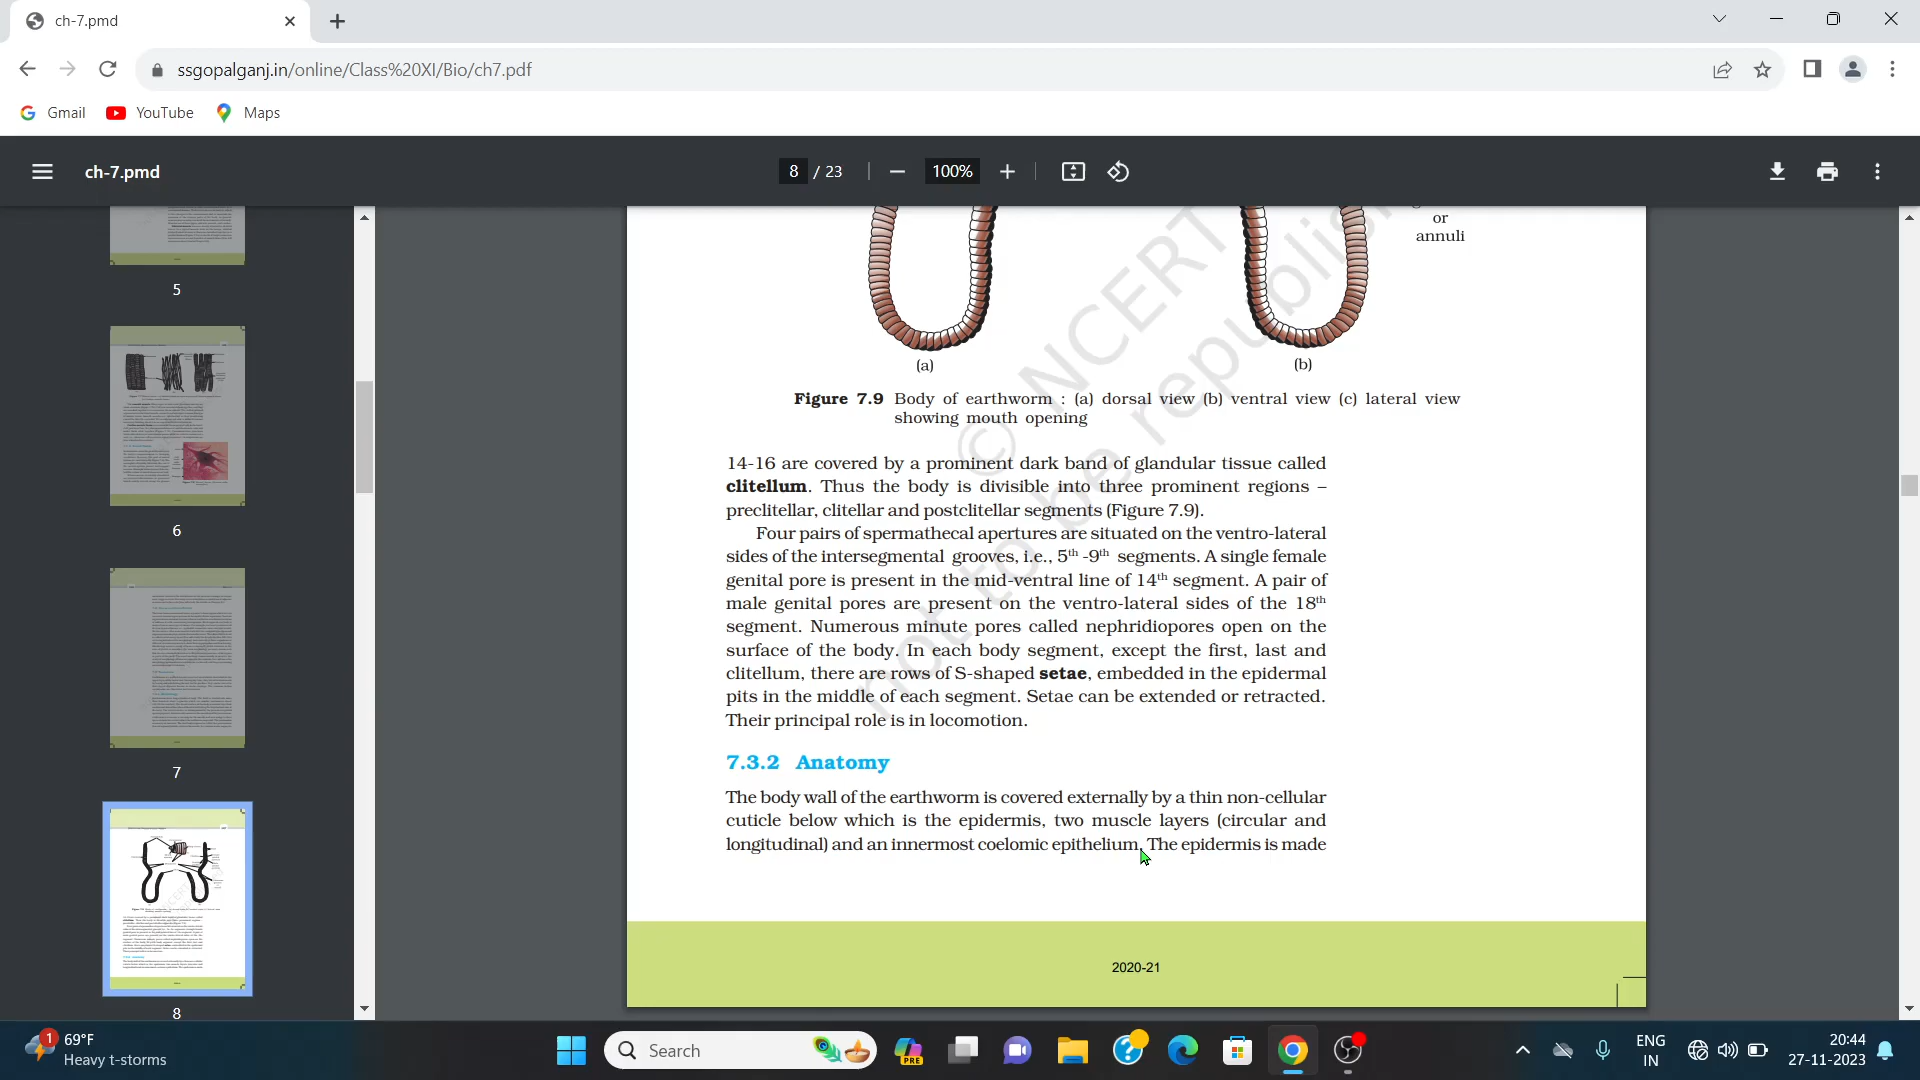 ch-7.pmd
ssgopalganj.in/online/Class%20XI/Bio/ch7.pdf
Gmail YouTube Maps
ch-7.pmd 8 / 23 100%
or
annuli
5
6
7
8
(a) (b)
Figure 7.9 Body of earthworm : (a) dorsal view (b) ventral view (c) lateral view
showing mouth opening
14-16 are covered by a prominent dark band of glandular tissue called
clitellum. Thus the body is divisible into three prominent regions –
preclitellar, clitellar and postclitellar segments (Figure 7.9).
Four pairs of spermathecal apertures are situated on the ventro-lateral
sides of the intersegmental grooves, i.e., 5th -9th segments. A single female
genital pore is present in the mid-ventral line of 14th segment. A pair of
male genital pores are present on the ventro-lateral sides of the 18th
segment. Numerous minute pores called nephridiopores open on the
surface of the body. In each body segment, except the first, last and
clitellum, there are rows of S-shaped setae, embedded in the epidermal
pits in the middle of each segment. Setae can be extended or retracted.
Their principal role is in locomotion.
7.3.2 Anatomy
The body wall of the earthworm is covered externally by a thin non-cellular
cuticle below which is the epidermis, two muscle layers (circular and
longitudinal) and an innermost coelomic epithelium. The epidermis is made
2020-21
© NCERT
not to be republis
1
69°F
Heavy t-storms
Search
PRE
ENG
IN
20:44
27-11-2023